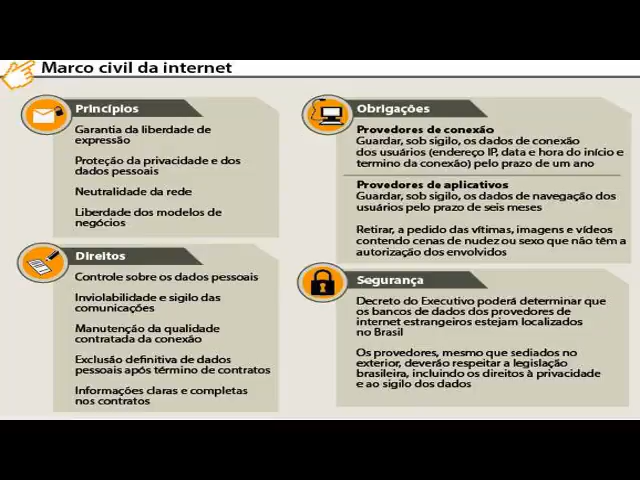 Marco civil da internet
Princípios
Garantia da liberdade de
expressão
Proteção da privacidade e dos
dados pessoais
Neutralidade da rede
Liberdade dos modelos de
negócios
Direitos
Controle sobre os dados pessoais
Inviolabilidade e sigilo das
comunicações
Manutenção da qualidade
contratada da conexão
Exclusão definitiva de dados
pessoais após término de contratos
Informações claras e completas
nos contratos
Obrigações
Provedores de conexão
Guardar, sob sigilo, os dados de conexão
dos usuários (endereço IP, data e hora do início e
termino da conexão) pelo prazo de um ano
Provedores de aplicativos
Guardar, sob sigilo, os dados de navegação dos
usuários pelo prazo de seis meses
Retirar, a pedido das vítimas, imagens e vídeos
contendo cenas de nudez ou sexo que não têm a
autorização dos envolvidos
Segurança
Decreto do Executivo poderá determinar que
os bancos de dados dos provedores de
internet estrangeiros estejam localizados
no Brasil
Os provedores, mesmo que sediados no
exterior, deverão respeitar a legislação
brasileira, incluindo os direitos à privacidade
e ao sigilo dos dados